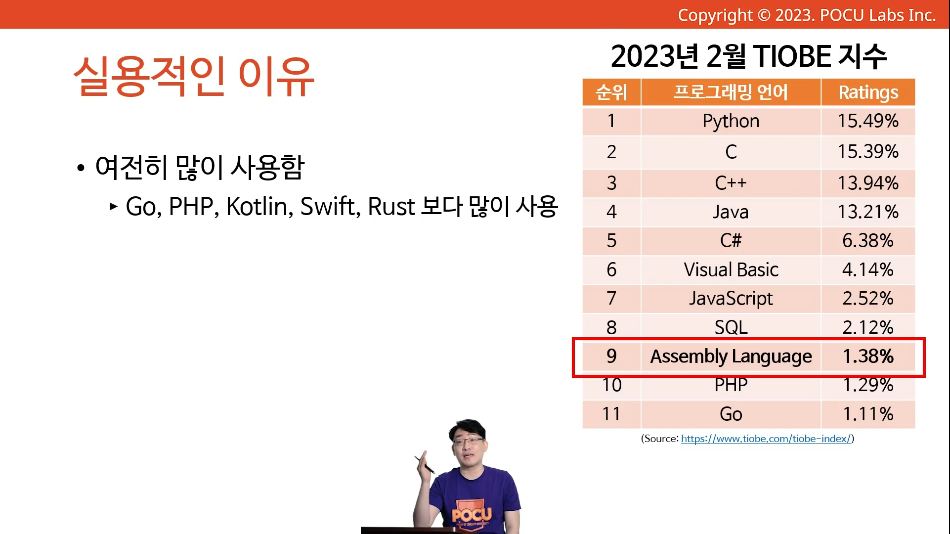 Copyright © 2023. POCU Labs Inc.
실용적인 이유
• 여전히 많이 사용함
▸ Go, PHP, Kotlin, Swift, Rust 보다 많이 사용
2023년 2월 TIOBE 지수
순위 프로그래밍 언어 Ratings
1 Python 15.49%
2 C 15.39%
3 C++ 13.94%
4 Java 13.21%
5 C# 6.38%
6 Visual Basic 4.14%
7 JavaScript 2.52%
8 SQL 2.12%
9 Assembly Language 1.38%
10 PHP 1.29%
11 Go 1.11%
(Source: https://www.tiobe.com/tiobe-index/)
POCU